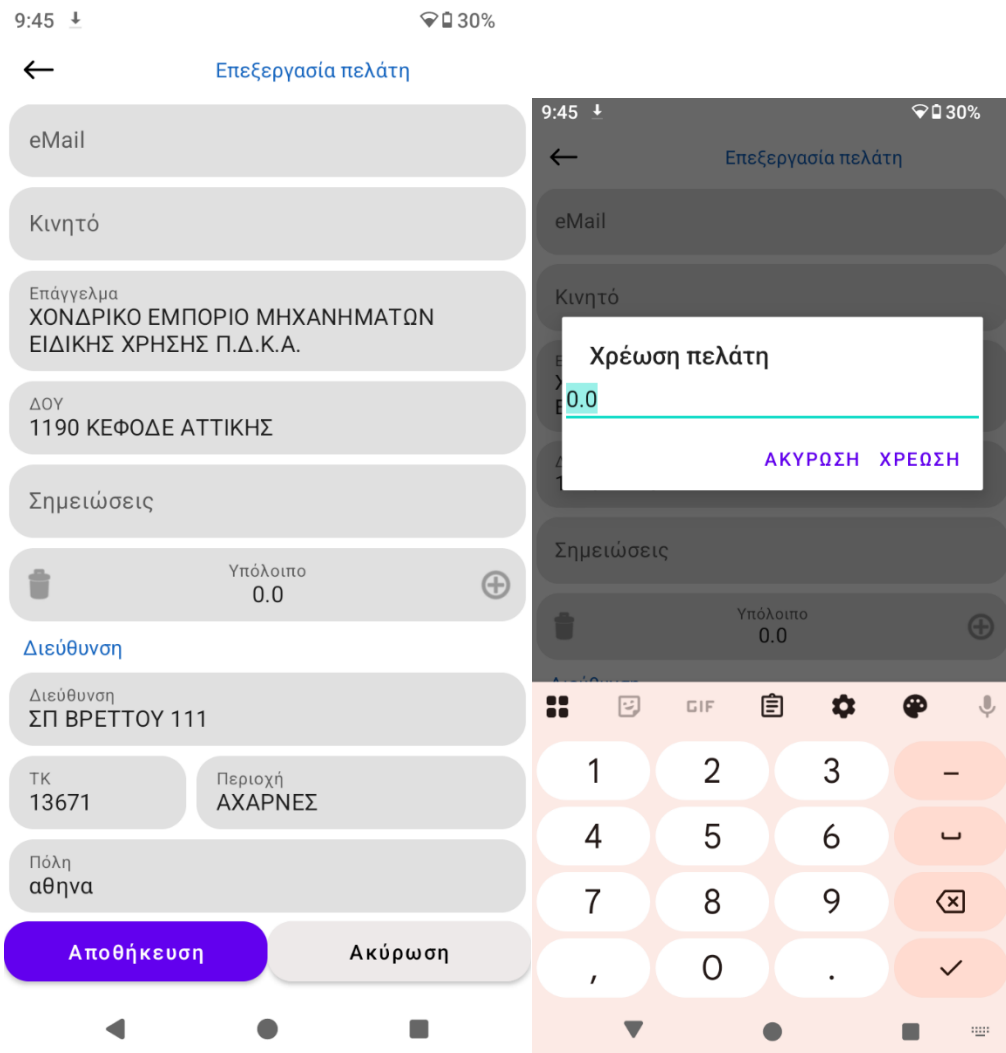 9:45
30%
Επεξεργασία πελάτη
eMail
Κινητό
Επάγγελμα
ΧΟΝΔΡΙΚΟ ΕΜΠΟΡΙΟ ΜΗΧΑΝΗΜΑΤΩΝ
ΕΙΔΙΚΗΣ ΧΡΗΣΗΣ Π.Δ.Κ.Α.
ΔΟΥ
1190 ΚΕΦΟΔΕ ΑΤΤΙΚΗΣ
Σημειώσεις
Υπόλοιπο
0.0
Διεύθυνση
Διεύθυνση
ΣΠ ΒΡΕΤΤΟΥ 111
ΤΚ
13671
Περιοχή
ΑΧΑΡΝΕΣ
Πόλη
αθηνα
Αποθήκευση
Ακύρωση
9:45
30%
Επεξεργασία πελάτη
eMail
Κινητό
Χρέωση πελάτη
0.0
ΑΚΥΡΩΣΗ ΧΡΕΩΣΗ
Σημειώσεις
Υπόλοιπο
0.0
GIF
1 2 3 –
4 5 6
7 8 9
, 0 .